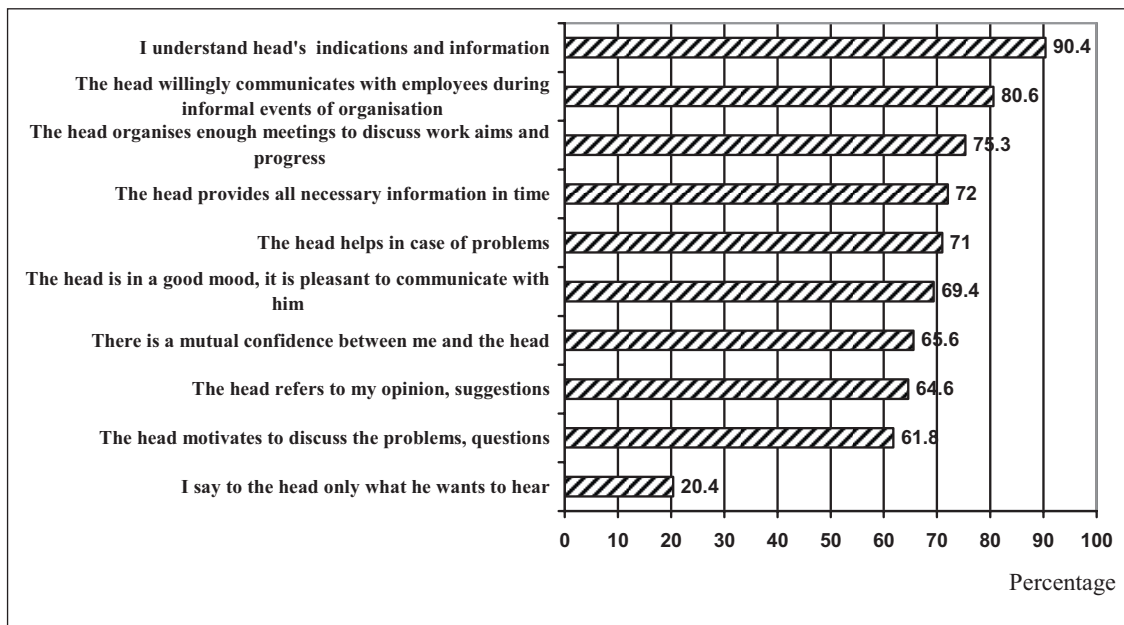 I understand head's indications and information
90.4
The head willingly communicates with employees during
informal events of organisation
80.6
The head organises enough meetings to discuss work aims and
progress
75.3
The head provides all necessary information in time
72
The head helps in case of problems
71
The head is in a good mood, it is pleasant to communicate with
him
69.4
There is a mutual confidence between me and the head
65.6
The head refers to my opinion, suggestions
64.6
The head motivates to discuss the problems, questions
61.8
I say to the head only what he wants to hear
20.4
0 10 20 30 40 50 60 70 80 90 100
Percentage